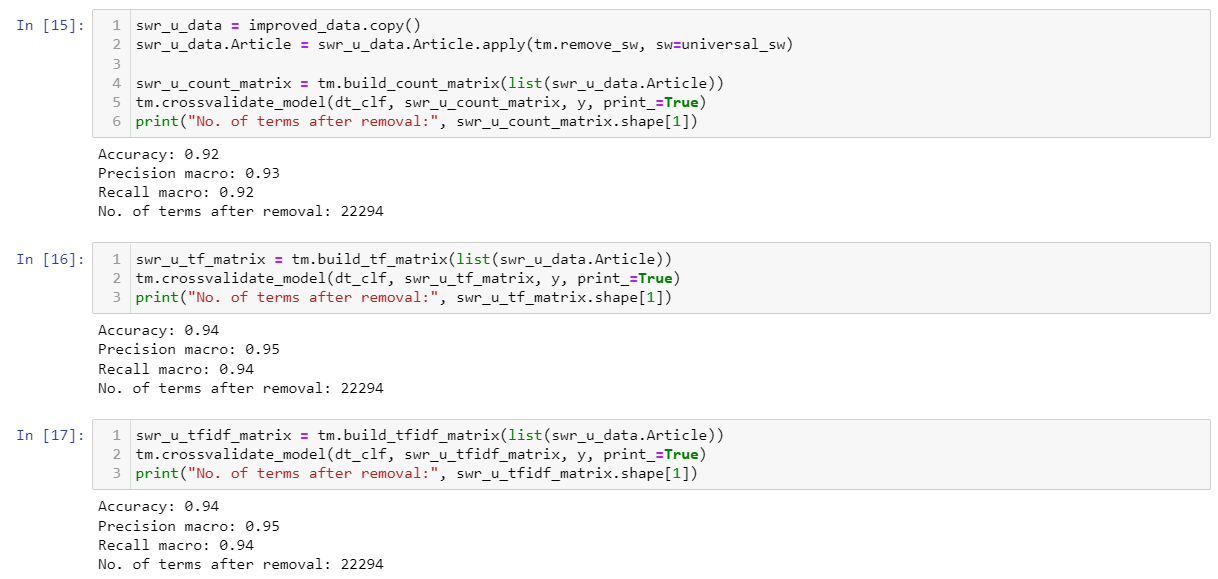 In [15]:
1 swr_u_data = improved_data.copy()
2 swr_u_data.Article = swr_u_data.Article.apply(tm.remove_sw, sw=universal_sw)
3
4 swr_u_count_matrix = tm.build_count_matrix(list(swr_u_data.Article))
5 tm.crossvalidate_model(dt_clf, swr_u_count_matrix, y, print_=True)
6 print("No. of terms after removal:", swr_u_count_matrix.shape[1])
Accuracy: 0.92
Precision macro: 0.93
Recall macro: 0.92
No. of terms after removal: 22294
In [16]:
1 swr_u_tf_matrix = tm.build_tf_matrix(list(swr_u_data.Article))
2 tm.crossvalidate_model(dt_clf, swr_u_tf_matrix, y, print_=True)
3 print("No. of terms after removal:", swr_u_tf_matrix.shape[1])
Accuracy: 0.94
Precision macro: 0.95
Recall macro: 0.94
No. of terms after removal: 22294
In [17]:
1 swr_u_tfidf_matrix = tm.build_tfidf_matrix(list(swr_u_data.Article))
2 tm.crossvalidate_model(dt_clf, swr_u_tfidf_matrix, y, print_=True)
3 print("No. of terms after removal:", swr_u_tfidf_matrix.shape[1])
Accuracy: 0.94
Precision macro: 0.95
Recall macro: 0.94
No. of terms after removal: 22294